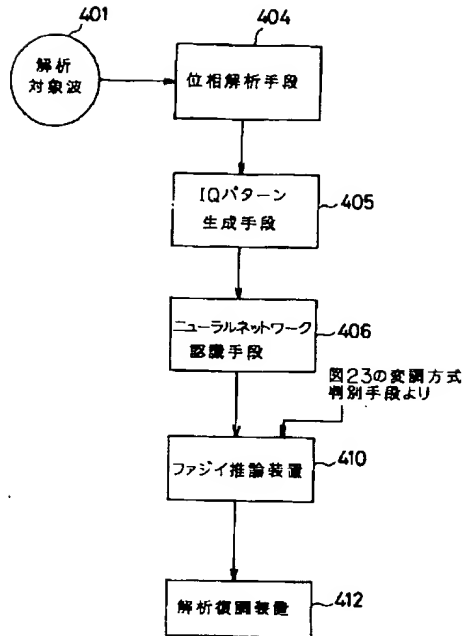 401
解析
対象波
404
位相解析手段
IQパターン
生成手段
405
ニューラルネットワーク
認識手段
406
図23の変調方式
判別手段より
ファジイ推論装置
410
解析復調装置
412